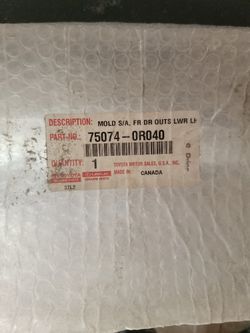 DESCRIPTION: MOLD S/A, FR DR OUTS LWR LH
PART NO.: 75074-0R040
QUANTITY: 1 TOYOTA MOTOR SALES, U.S.A., INC.
MADE IN: CANADA